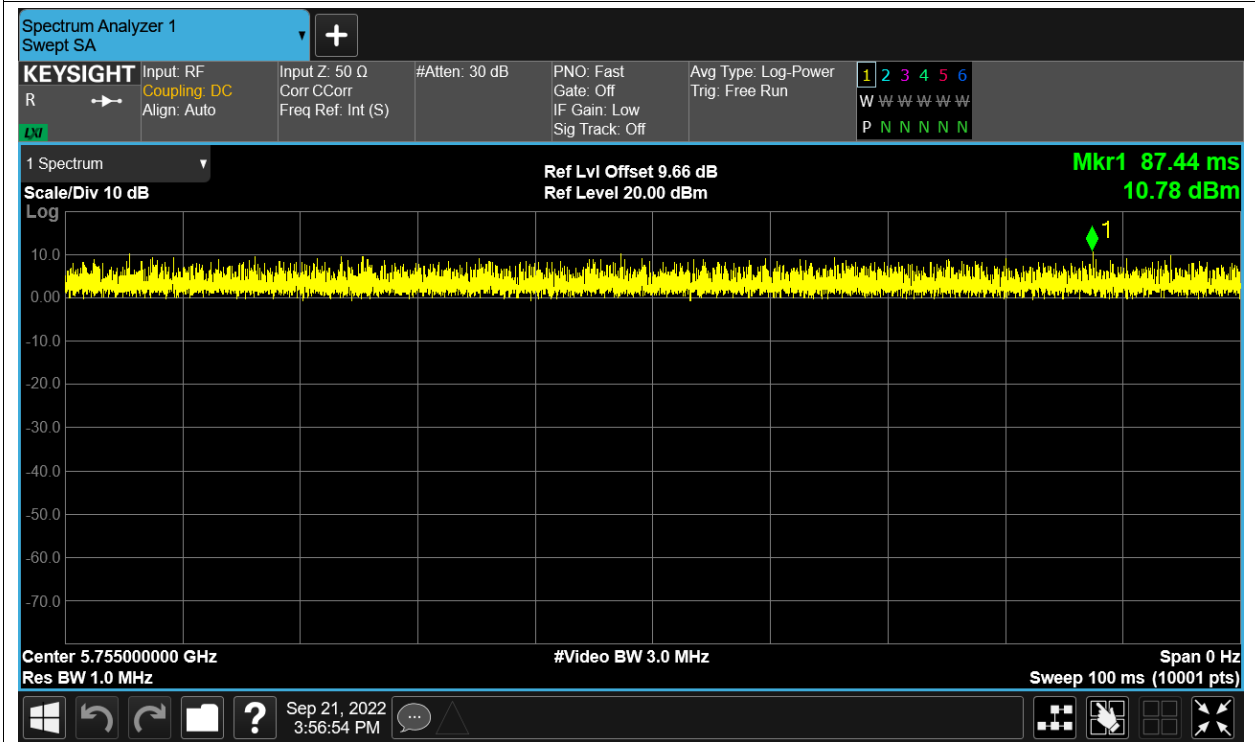 Spectrum Analyzer 1
Swept SA
+
KEYSIGHT
R
LXI
Input: RF
Coupling: DC
Align: Auto
Input Z: 50 Ω
Corr CCorr
Freq Ref: Int (S)
#Atten: 30 dB
PNO: Fast
Gate: Off
IF Gain: Low
Sig Track: Off
Avg Type: Log-Power
Trig: Free Run
1 2 3 4 5 6
W W W W W W
P N N N N N
1 Spectrum
Scale/Div 10 dB
Log
Ref Lvl Offset 9.66 dB
Ref Level 20.00 dBm
Mkr1 87.44 ms
10.78 dBm
1
10.0
0.00
-10.0
-20.0
-30.0
-40.0
-50.0
-60.0
-70.0
Center 5.755000000 GHz
Res BW 1.0 MHz
#Video BW 3.0 MHz
Span 0 Hz
Sweep 100 ms (10001 pts)
?
Sep 21, 2022
3:56:54 PM